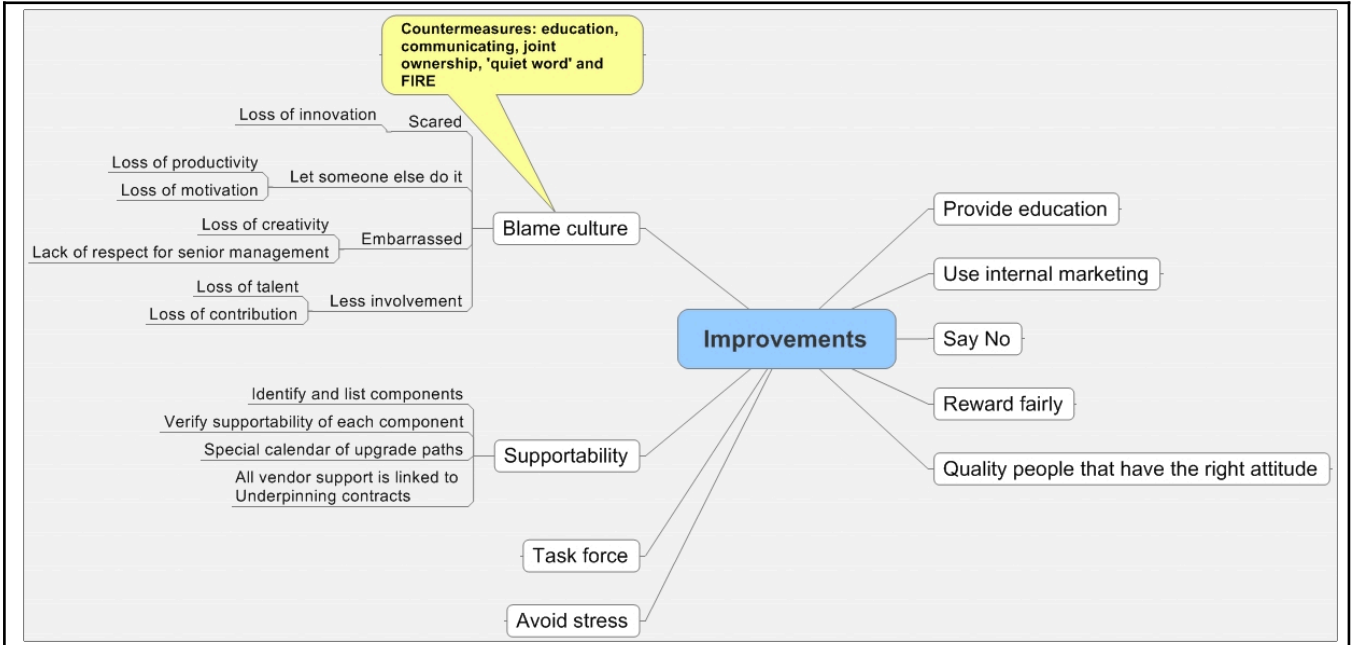 Countermeasures: education,
communicating, joint
ownership, 'quiet word' and
FIRE
Loss of innovation
Scared
Loss of productivity
Loss of motivation
Let someone else do it
Loss of creativity
Lack of respect for senior management
Embarrassed
Loss of talent
Loss of contribution
Less involvement
Blame culture
Identify and list components
Verify supportability of each component
Special calendar of upgrade paths
All vendor support is linked to
Underpinning contracts
Supportability
Task force
Avoid stress
Improvements
Provide education
Use internal marketing
Say No
Reward fairly
Quality people that have the right attitude